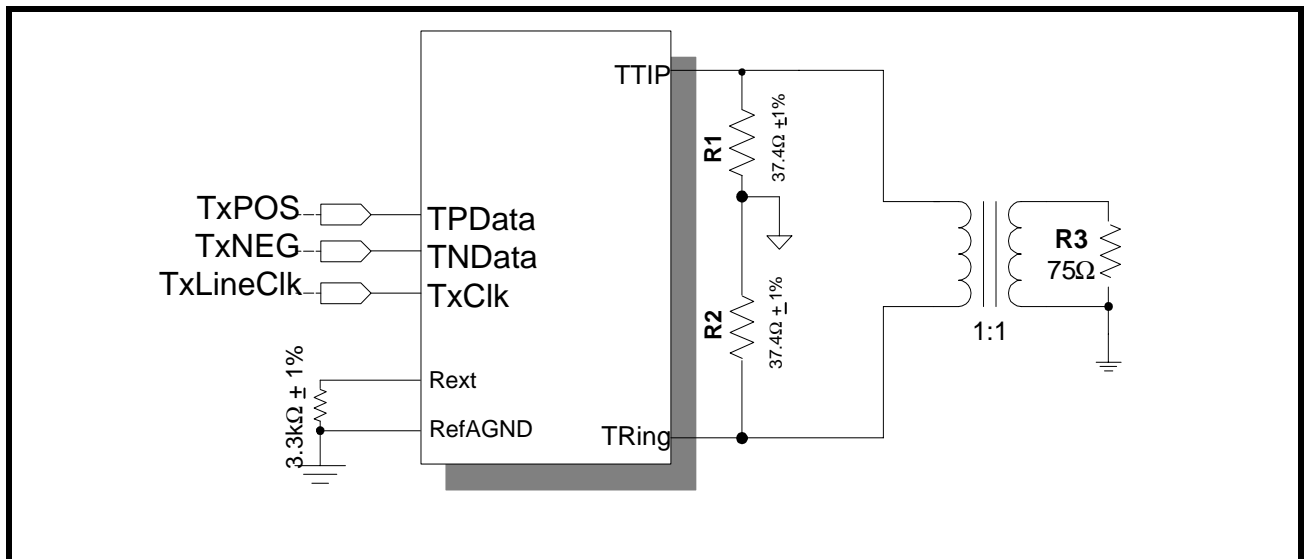 TTIP
R1
37.4Ω ±1%
TxPOS
TPData
TxNEG
TNData
TxLineClk
TxClk
R2
37.4Ω ± 1%
R3
75Ω
1:1
3.3kΩ ± 1%
Rext
RefAGND
TRing